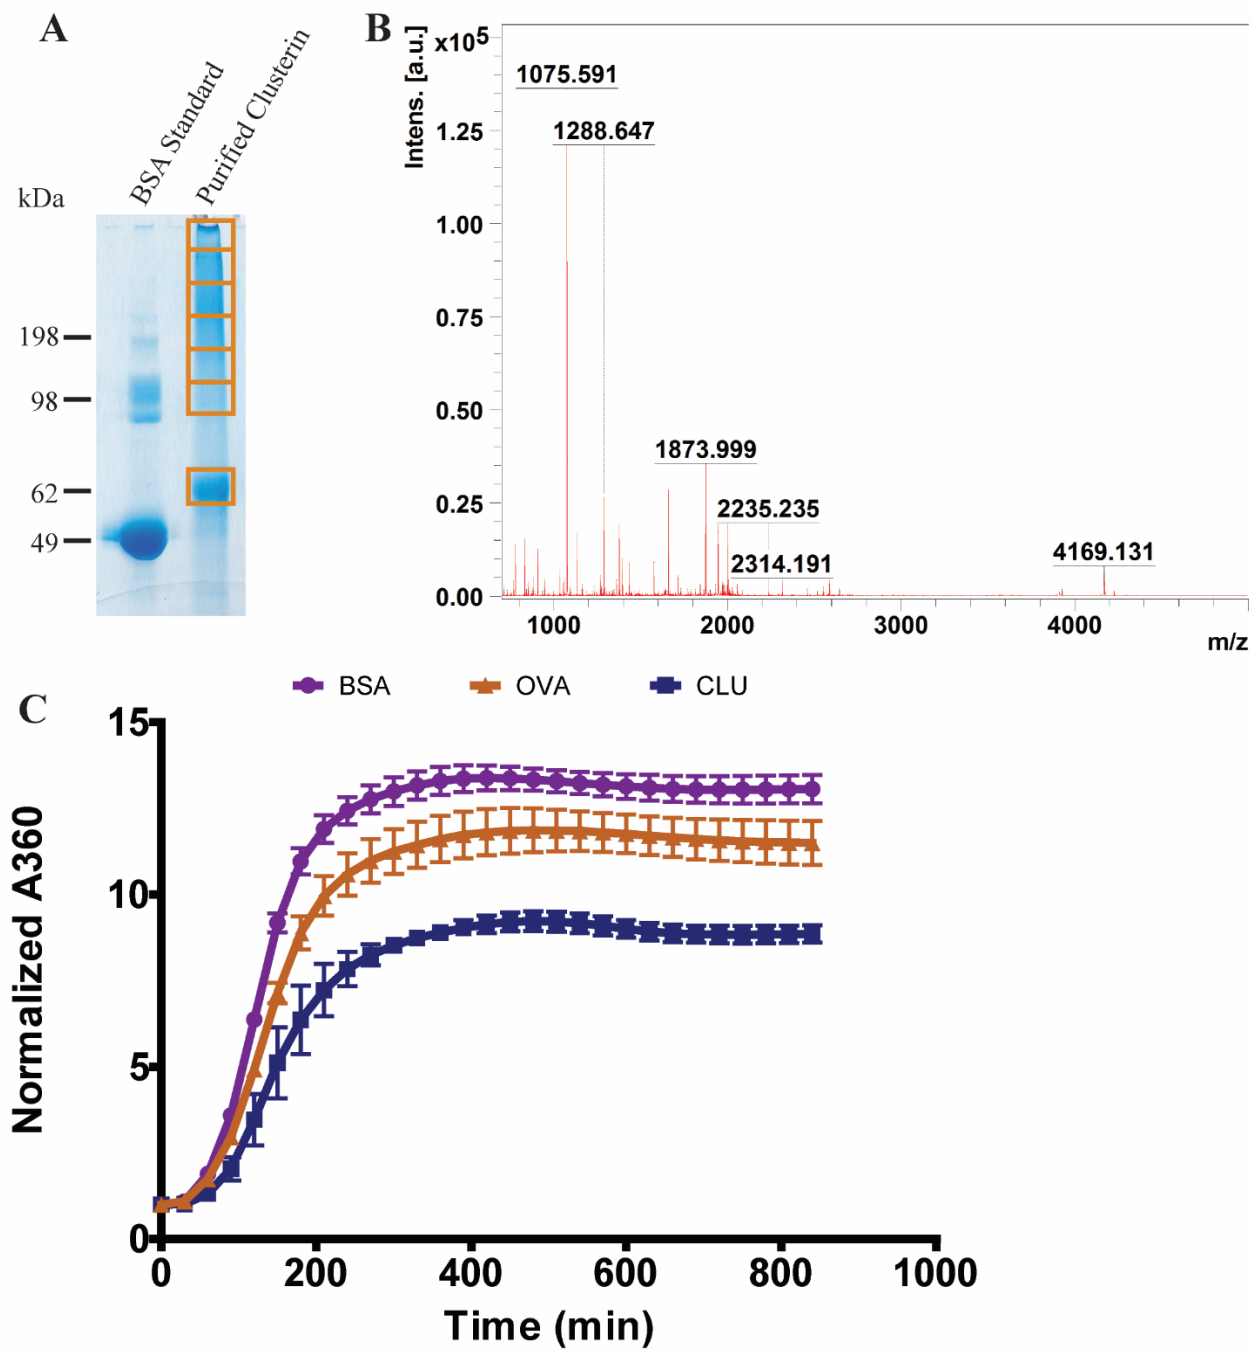 A
BSA Standard
Purified Clusterin
kDa
198
98
62
49
B
x10⁵
Intens. [a.u.]
1.25
1.00
0.75
0.50
0.25
0.00
1075.591
1288.647
1873.999
2235.235
2314.191
4169.131
1000
2000
3000
4000
m/z
C
BSA
OVA
CLU
Normalized A360
15
10
5
0
0
200
400
600
800
1000
Time (min)